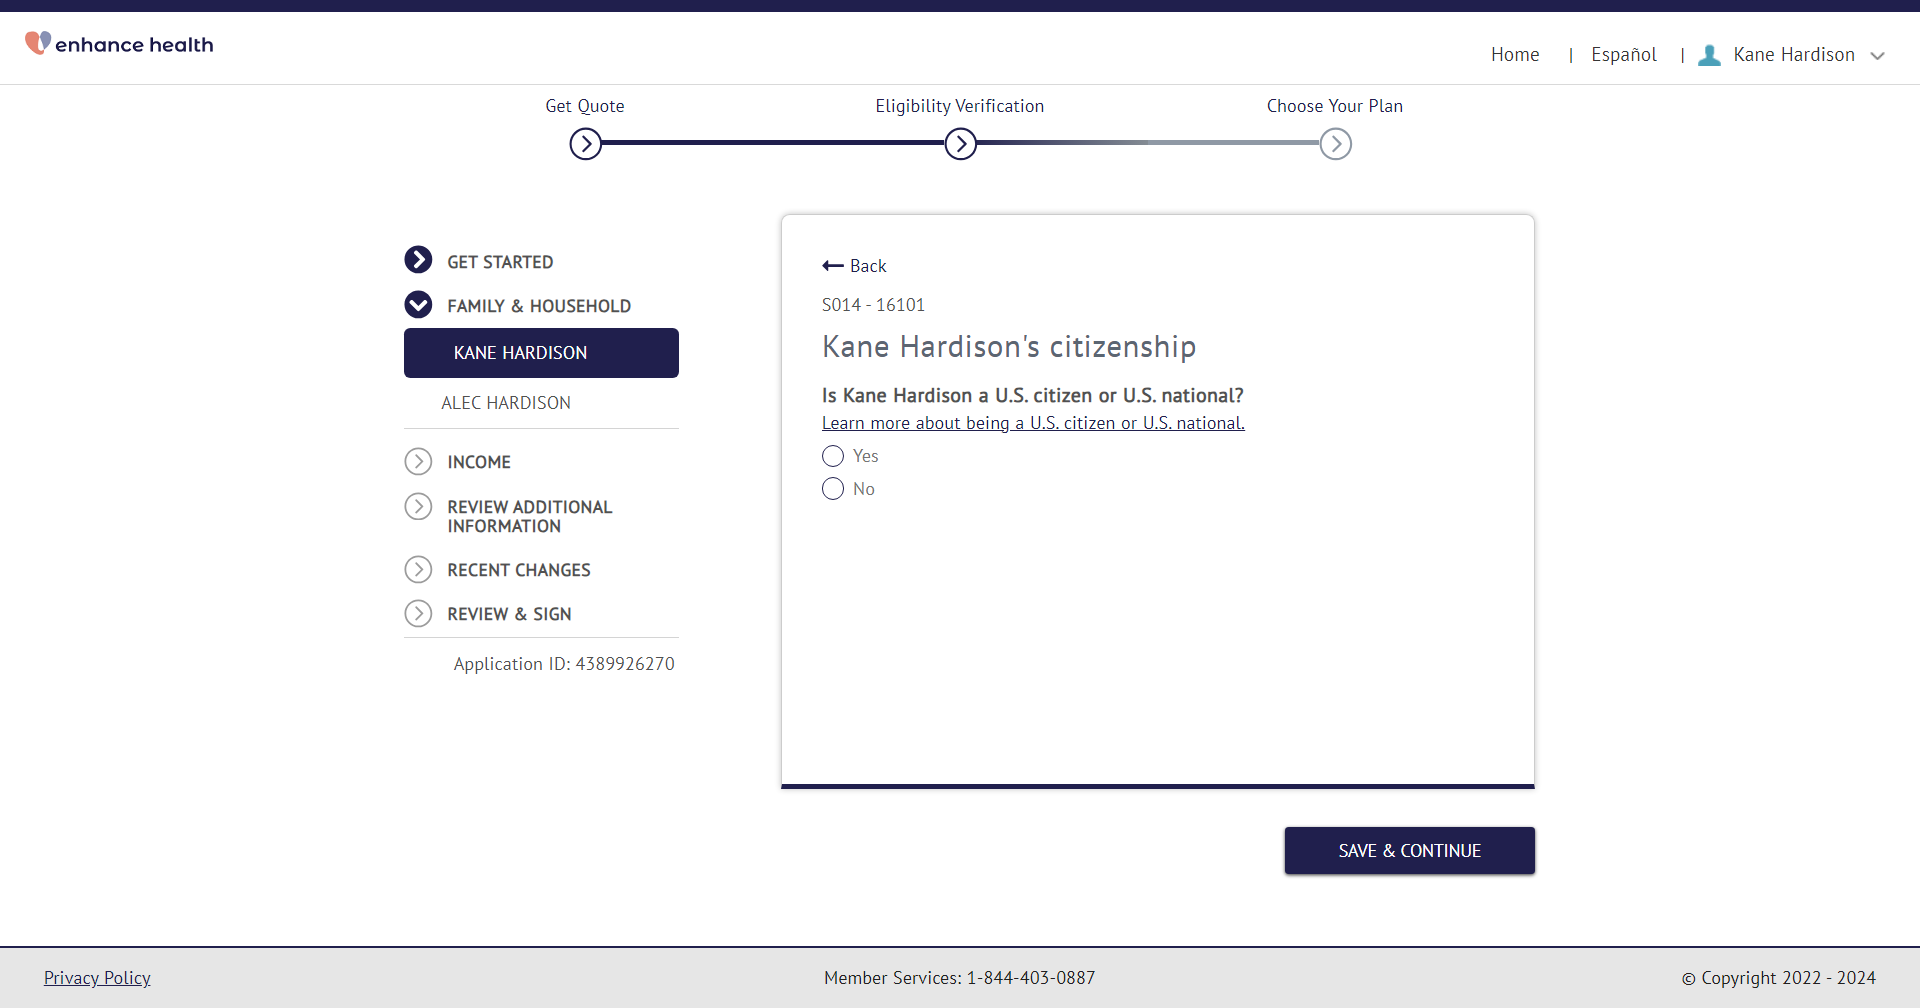 enhance health
Home | Español | Kane Hardison
Get Quote
Eligibility Verification
Choose Your Plan
GET STARTED
FAMILY & HOUSEHOLD
KANE HARDISON
ALEC HARDISON
INCOME
REVIEW ADDITIONAL
INFORMATION
RECENT CHANGES
REVIEW & SIGN
Application ID: 4389926270
Back
S014 - 16101
Kane Hardison's citizenship
Is Kane Hardison a U.S. citizen or U.S. national?
Learn more about being a U.S. citizen or U.S. national.
Yes
No
SAVE & CONTINUE
Privacy Policy
Member Services: 1-844-403-0887
© Copyright 2022 - 2024